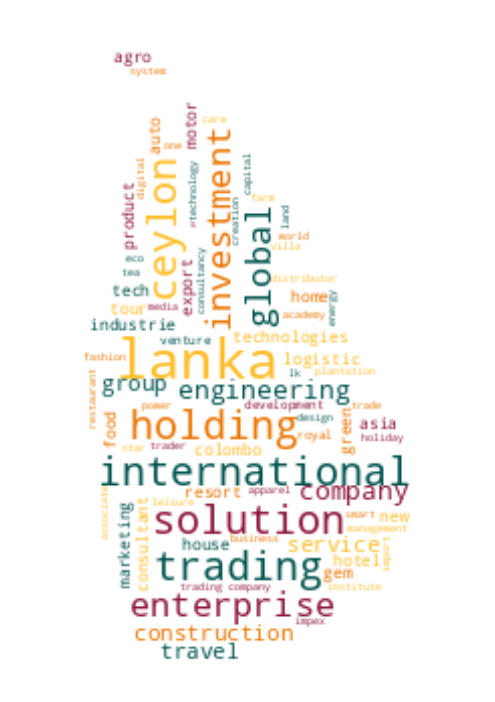 agro
system
motor
care
auto
one
investment
ceylon
technology
capital
digital
product
farm
creation
land
global
world
villa
consultancy
eco
export
tea
distributor
tech
home
energy
media
tour
academy
industrie
technologies
venture
lanka
fashion
logistic
restaurant
lk
plantation
group
engineering
power
development
trade
holding
design
food
green
asia
royal
holiday
star
trader
colombo
international
resort
apparel
company
associate
marketing
consultant
leisure
solution
smart
new
management
business
house
service
import
trading
hotel
gem
trading company
institute
enterprise
impex
construction
travel